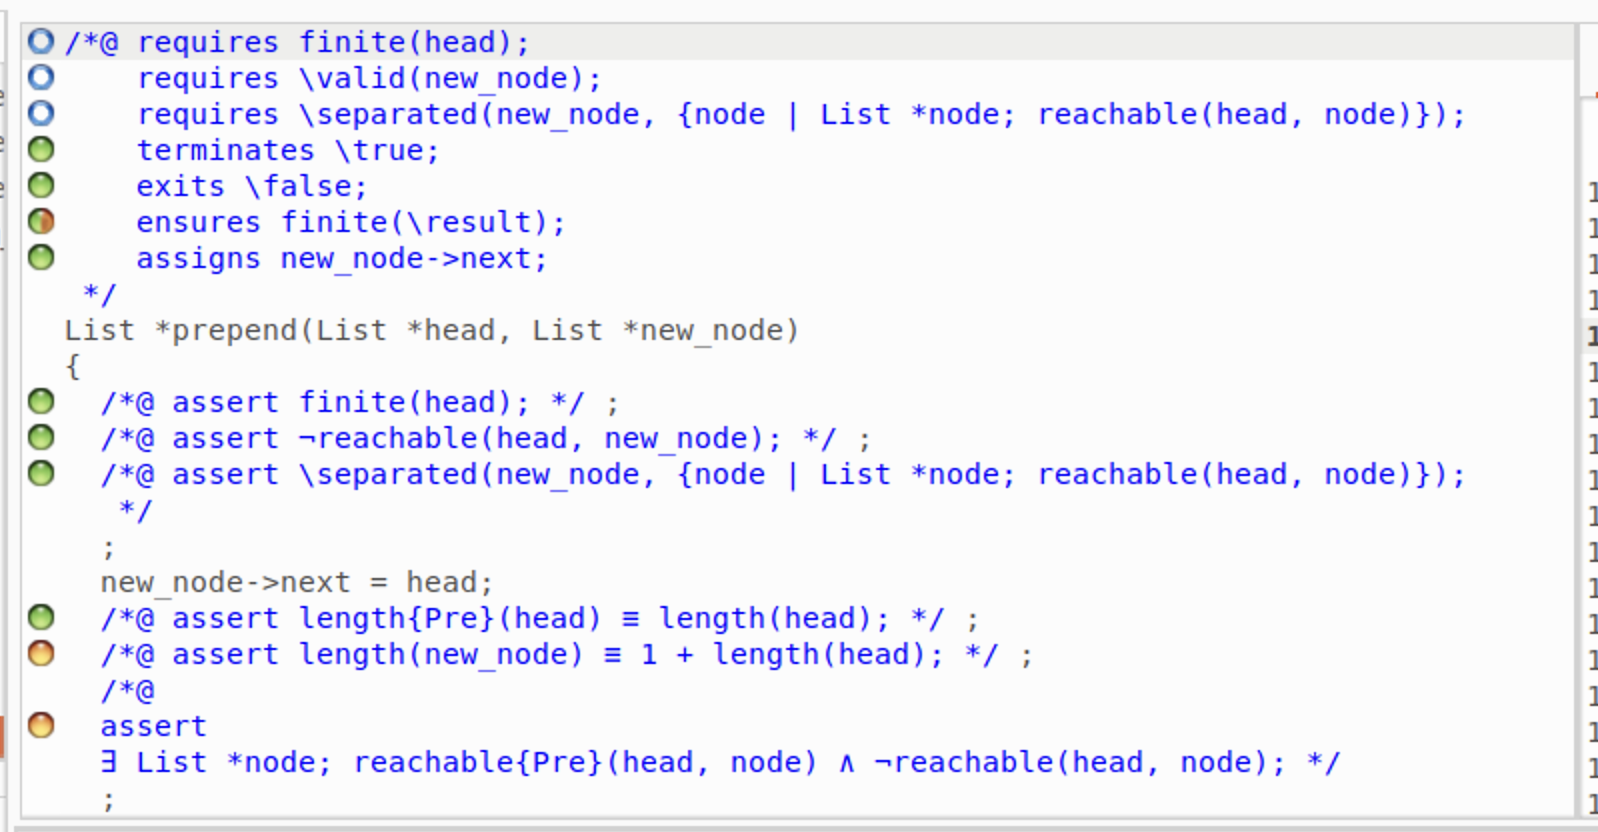 /*@ requires finite(head);
requires \valid(new_node);
requires \separated(new_node, {node | List *node; reachable(head, node)});
terminates \true;
exits \false;
ensures finite(\result);
assigns new_node->next;
*/
List *prepend(List *head, List *new_node)
{
/*@ assert finite(head); */ ;
/*@ assert ¬reachable(head, new_node); */ ;
/*@ assert \separated(new_node, {node | List *node; reachable(head, node)});
*/
;
new_node->next = head;
/*@ assert length{Pre}(head) ≡ length(head); */ ;
/*@ assert length(new_node) ≡ 1 + length(head); */ ;
/*@
assert
∃ List *node; reachable{Pre}(head, node) ∧ ¬reachable(head, node); */
;